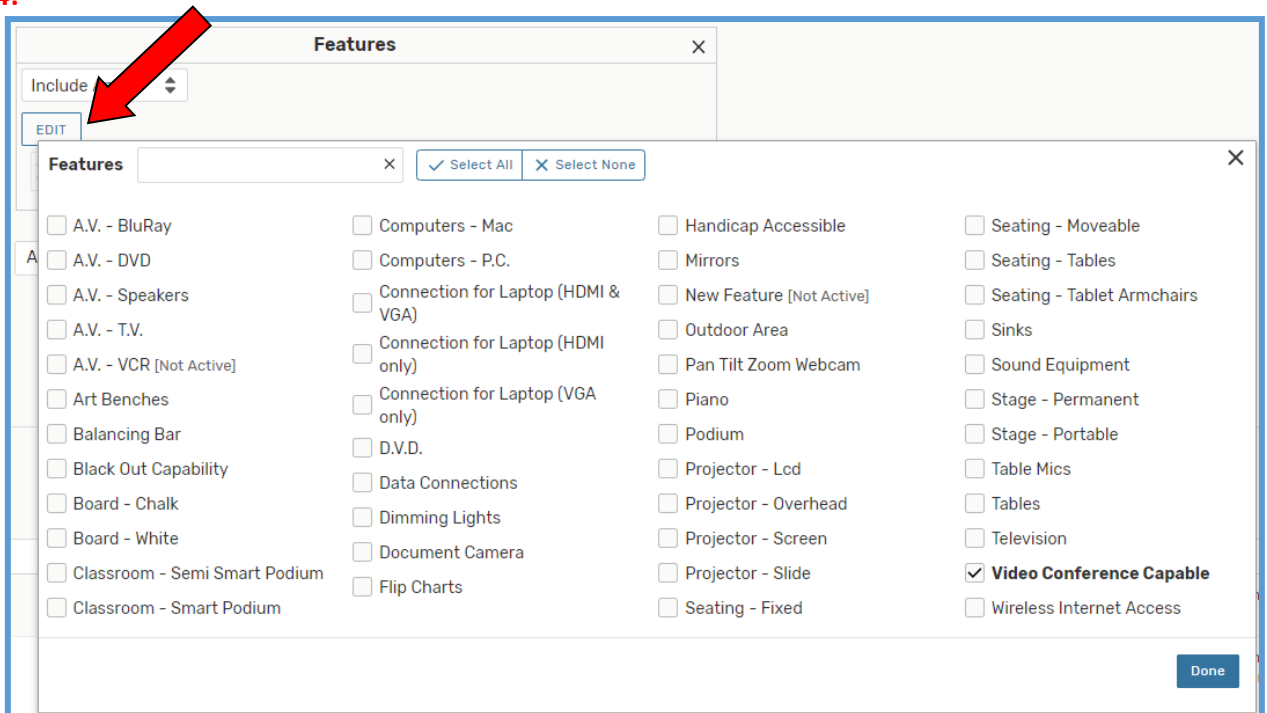 4.
Features
Include
EDIT
Features
Select All
Select None
A.V. - BluRay
A.V. - DVD
A.V. - Speakers
A.V. - T.V.
A.V. - VCR [Not Active]
Art Benches
Balancing Bar
Black Out Capability
Board - Chalk
Board - White
Classroom - Semi Smart Podium
Classroom - Smart Podium
Computers - Mac
Computers - P.C.
Connection for Laptop (HDMI &
VGA)
Connection for Laptop (HDMI
only)
Connection for Laptop (VGA
only)
D.V.D.
Data Connections
Dimming Lights
Document Camera
Flip Charts
Handicap Accessible
Mirrors
New Feature [Not Active]
Outdoor Area
Pan Tilt Zoom Webcam
Piano
Podium
Projector - Lcd
Projector - Overhead
Projector - Screen
Projector - Slide
Seating - Fixed
Seating - Moveable
Seating - Tables
Seating - Tablet Armchairs
Sinks
Sound Equipment
Stage - Permanent
Stage - Portable
Table Mics
Tables
Television
Video Conference Capable
Wireless Internet Access
Done